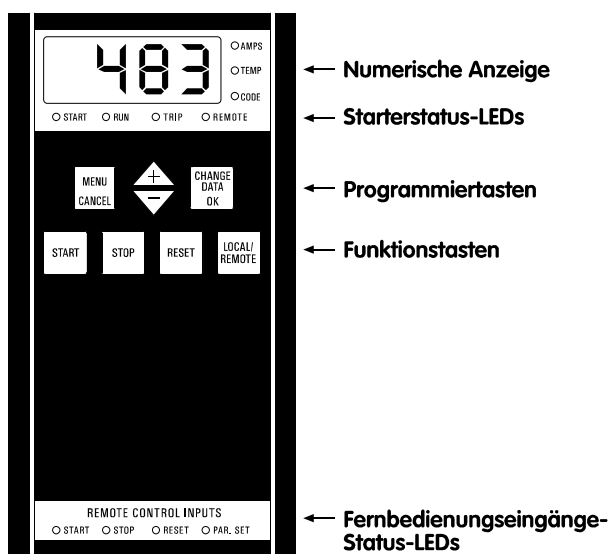 483
AMPS
TEMP
CODE
START RUN TRIP REMOTE
MENU
CANCEL
+
−
CHANGE
DATA
OK
START
STOP
RESET
LOCAL/
REMOTE
REMOTE CONTROL INPUTS
START STOP RESET PAR. SET
Numerische Anzeige
Starterstatus-LEDs
Programmiertasten
Funktionstasten
Fernbedienungseingänge-
Status-LEDs